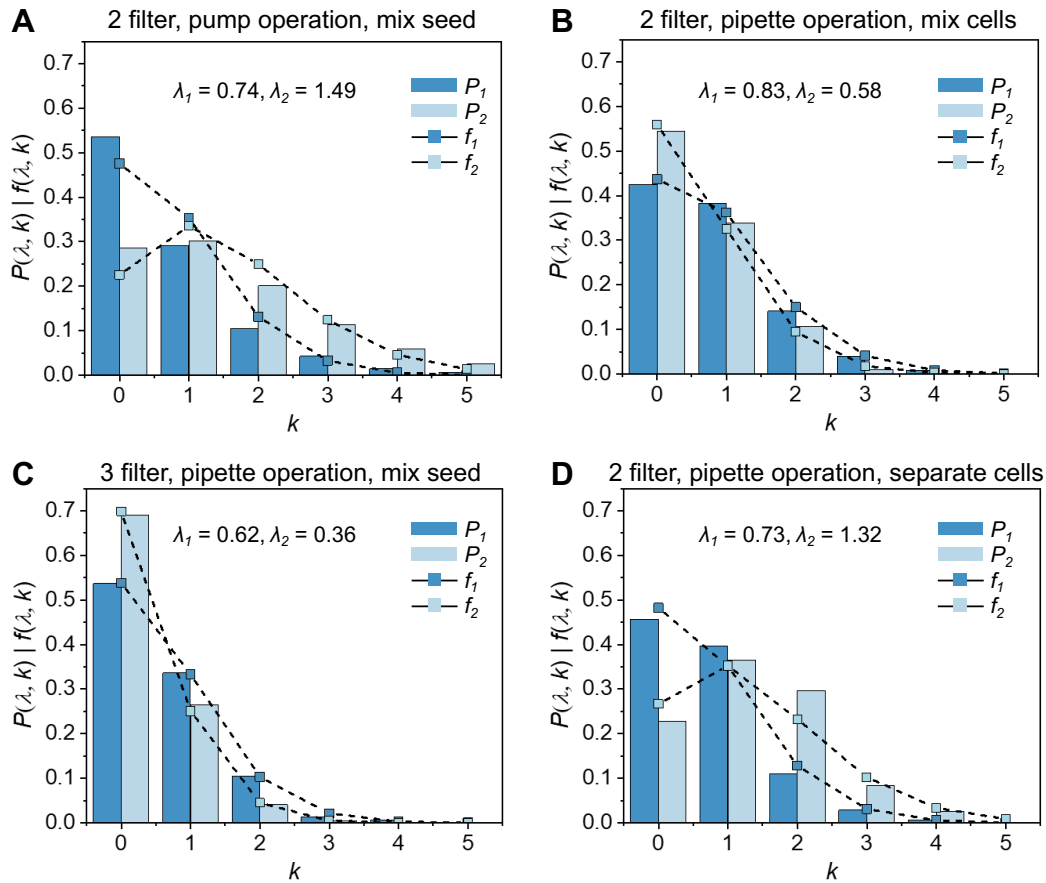 A 2 filter, pump operation, mix seed
0.7
0.6
0.5
0.4
0.3
0.2
0.1
0.0
P(λ, k) | f(λ, k)
λ1 = 0.74, λ2 = 1.49
P1
P2
f1
f2
0 1 2 3 4 5
k
B 2 filter, pipette operation, mix cells
0.7
0.6
0.5
0.4
0.3
0.2
0.1
0.0
P(λ, k) | f(λ, k)
λ1 = 0.83, λ2 = 0.58
P1
P2
f1
f2
0 1 2 3 4 5
k
C 3 filter, pipette operation, mix seed
0.7
0.6
0.5
0.4
0.3
0.2
0.1
0.0
P(λ, k) | f(λ, k)
λ1 = 0.62, λ2 = 0.36
P1
P2
f1
f2
0 1 2 3 4 5
k
D 2 filter, pipette operation, separate cells
0.7
0.6
0.5
0.4
0.3
0.2
0.1
0.0
P(λ, k) | f(λ, k)
λ1 = 0.73, λ2 = 1.32
P1
P2
f1
f2
0 1 2 3 4 5
k